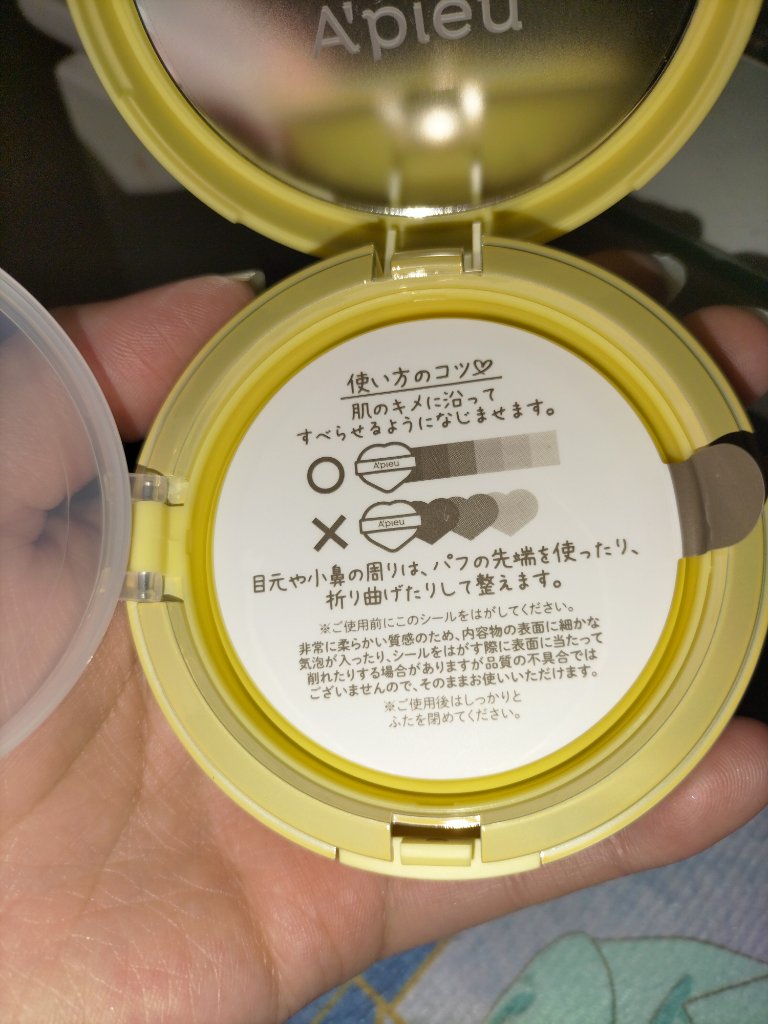 A'pieu
使い方のコツ♡
肌のキメに沿って
すべらせるようになじませます。
○ A'pieu
× A'pieu
目元や小鼻の周りは、パフの先端を使ったり、
折り曲げたりして整えます。
※ご使用前にこのシールをはがしてください。
非常に柔らかい質感のため、内容物の表面に細かな
気泡が入ったり、シールをはがす際に表面に当たって
削れたりする場合がありますが品質の不具合では
ございませんので、そのままお使いいただけます。
※ご使用後はしっかりと
ふたを閉めてください。